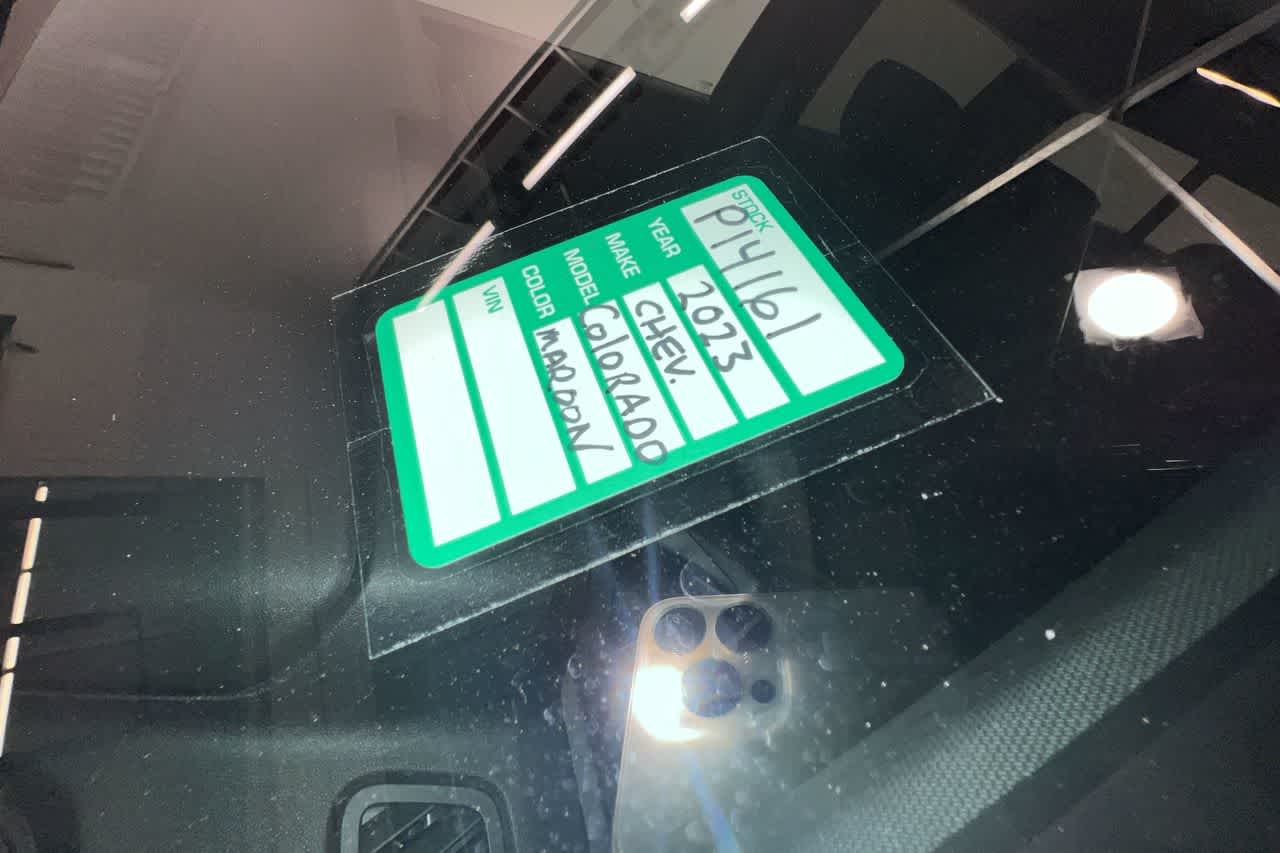 STOCK
P14161
YEAR 2023
MAKE CHEV.
MODEL COLORADO
COLOR MAROON
VIN